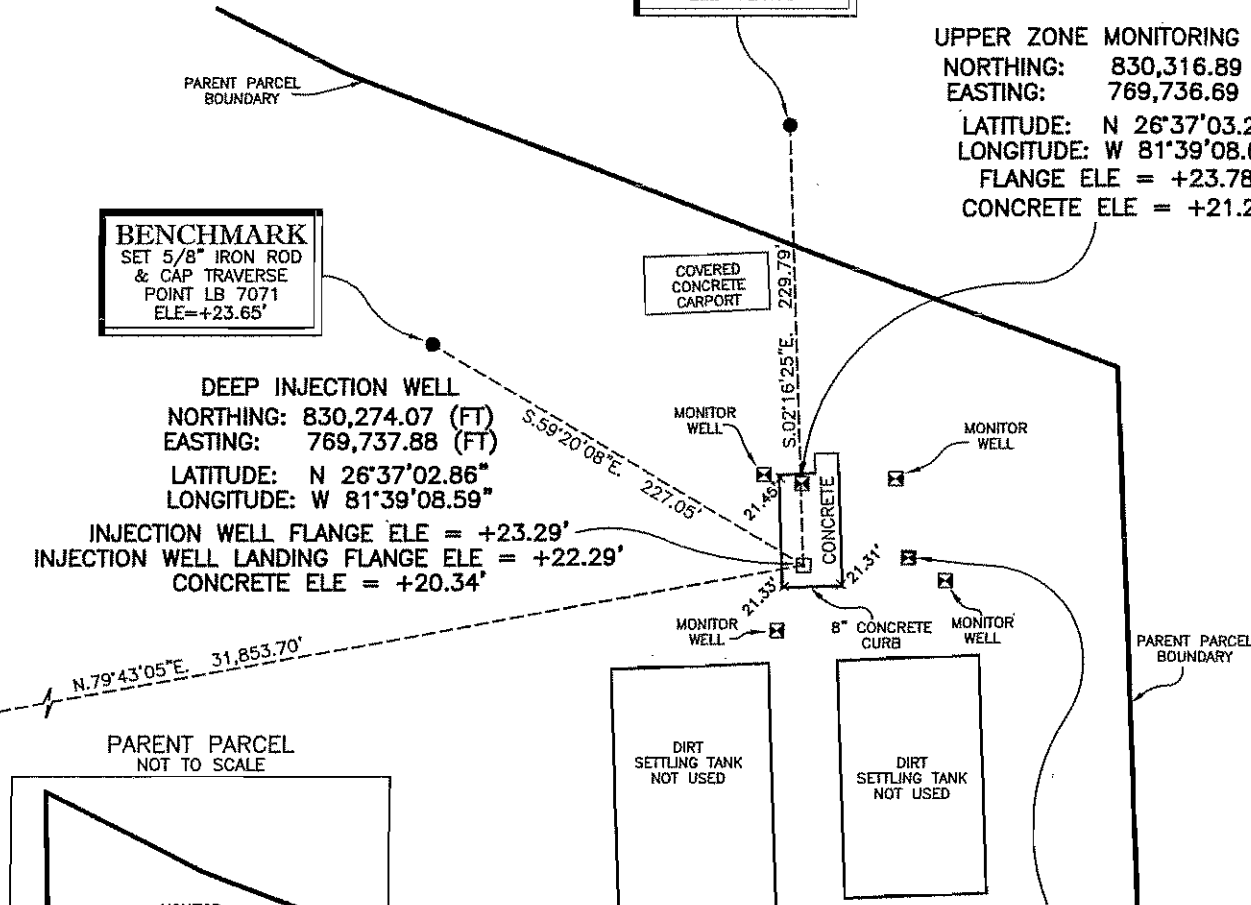 UPPER ZONE MONITORING
NORTHING: 830,316.89
EASTING: 769,736.69
LATITUDE: N 26°37'03.2
LONGITUDE: W 81°39'08.
FLANGE ELE = +23.78
CONCRETE ELE = +21.2
PARENT PARCEL
BOUNDARY
BENCHMARK
SET 5/8" IRON ROD
& CAP TRAVERSE
POINT LB 7071
ELE=+23.65'
COVERED
CONCRETE
CARPORT
S.02°16'25"E. 229.79'
DEEP INJECTION WELL
NORTHING: 830,274.07 (FT)
EASTING: 769,737.88 (FT)
LATITUDE: N 26°37'02.86"
LONGITUDE: W 81°39'08.59"
INJECTION WELL FLANGE ELE = +23.29'
INJECTION WELL LANDING FLANGE ELE = +22.29'
CONCRETE ELE = +20.34'
S.59°20'08"E. 227.05'
MONITOR
WELL
MONITOR
WELL
21.46'
CONCRETE
21.33'
21.31'
MONITOR
WELL
8" CONCRETE
CURB
MONITOR
WELL
PARENT PARCEL
BOUNDARY
N.79°43'05"E. 31,853.70'
PARENT PARCEL
NOT TO SCALE
DIRT
SETTLING TANK
NOT USED
DIRT
SETTLING TANK
NOT USED